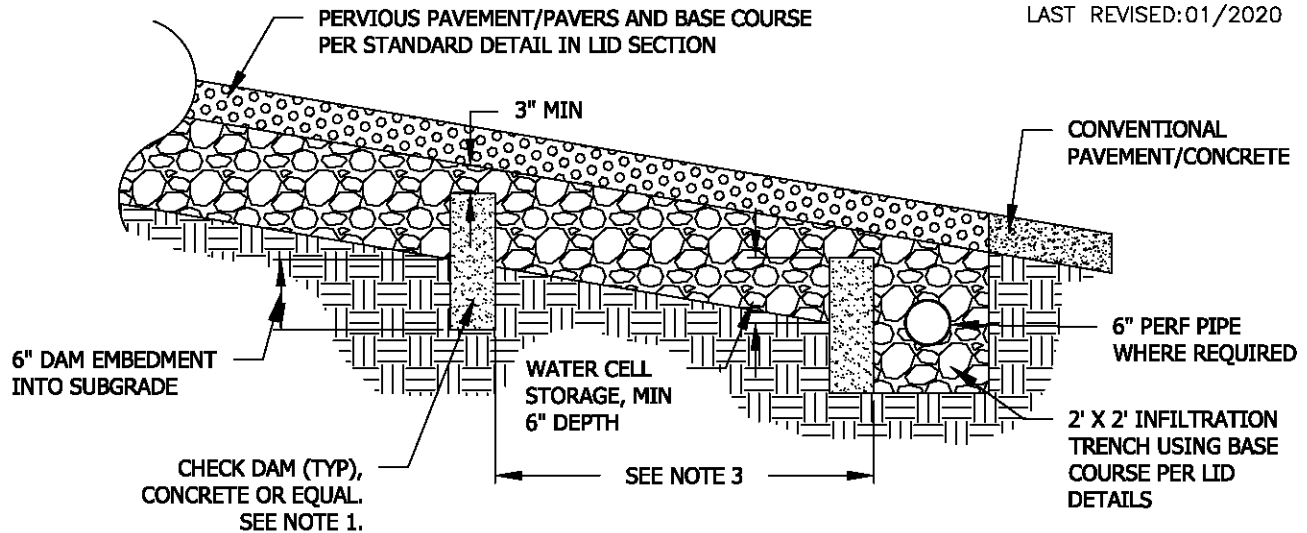 PERVIOUS PAVEMENT/PAVERS AND BASE COURSE
PER STANDARD DETAIL IN LID SECTION
LAST REVISED:01/2020
3" MIN
CONVENTIONAL
PAVEMENT/CONCRETE
6" DAM EMBEDMENT
INTO SUBGRADE
WATER CELL
STORAGE, MIN
6" DEPTH
6" PERF PIPE
WHERE REQUIRED
2' X 2' INFILTRATION
TRENCH USING BASE
COURSE PER LID
DETAILS
CHECK DAM (TYP),
CONCRETE OR EQUAL.
SEE NOTE 1.
SEE NOTE 3